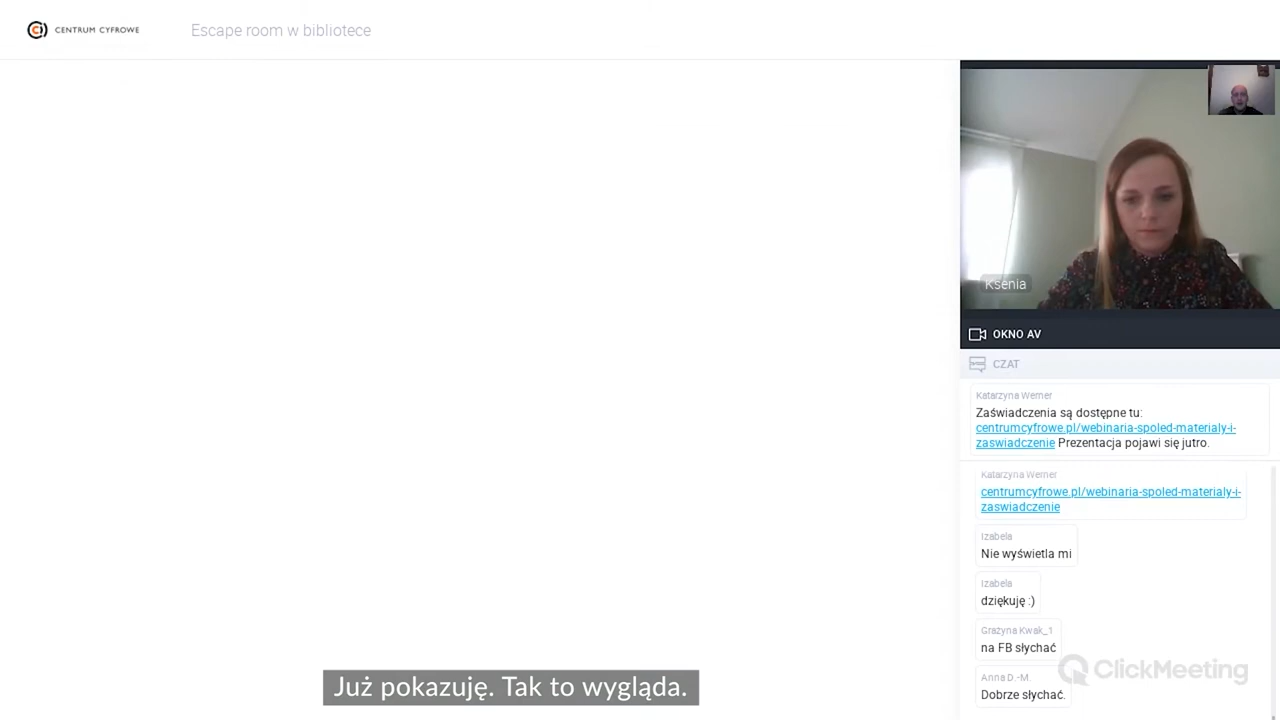 CENTRUM CYFROWE
Escape room w bibliotece
Ksenia
OKNO AV
CZAT
Katarzyna Werner
Zaświadczenia są dostępne tu:
centrumcyfrowe.pl/webinaria-spoled-materialy-i-
zaswiadczenie Prezentacja pojawi się jutro.
Katarzyna Werner
centrumcyfrowe.pl/webinaria-spoled-materialy-i-
zaswiadczenie
Izabela
Nie wyświetla mi
Izabela
dziękuję :)
Grażyna Kwak_1
na FB słychać
Anna D.-M.
Dobrze słychać.
ClickMeeting
Już pokazuję. Tak to wygląda.